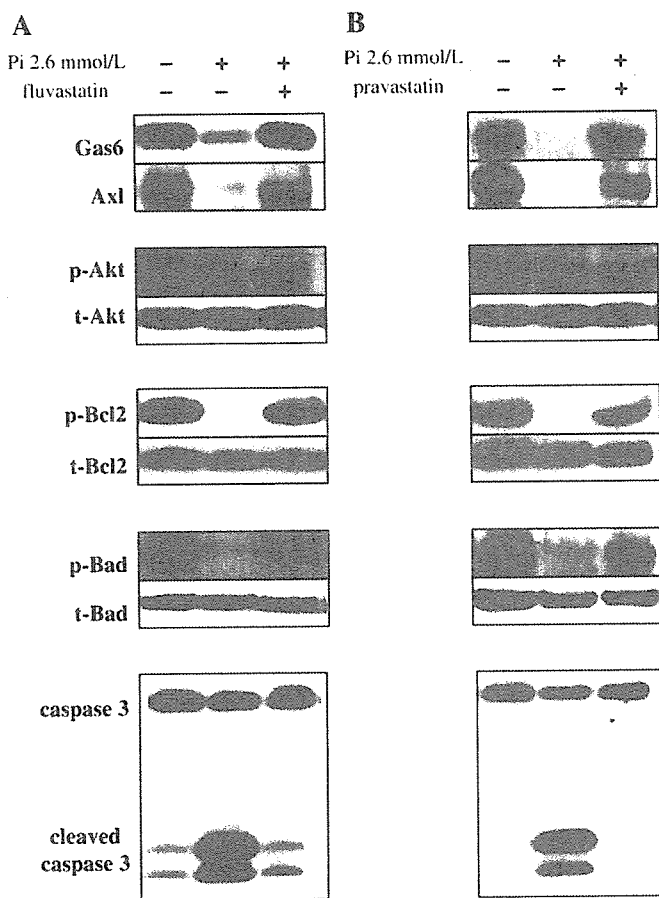 A
Pi 2.6 mmol/L − + +
fluvastatin − − +
Gas6
Axl
p-Akt
t-Akt
p-Bcl2
t-Bcl2
p-Bad
t-Bad
caspase 3
cleaved
caspase 3
B
Pi 2.6 mmol/L − + +
pravastatin − − +